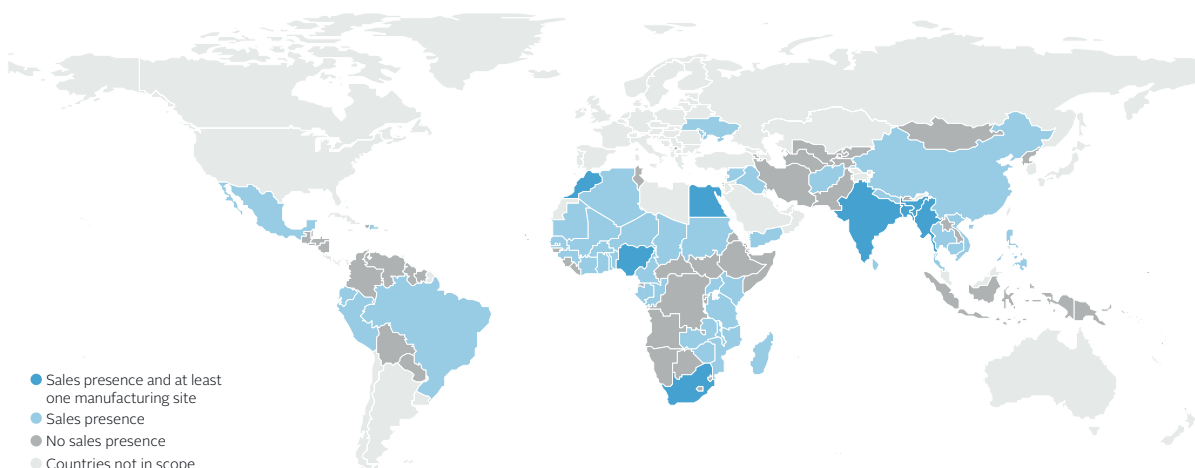 Sales presence and at least
one manufacturing site
Sales presence
No sales presence
Countries not in scope